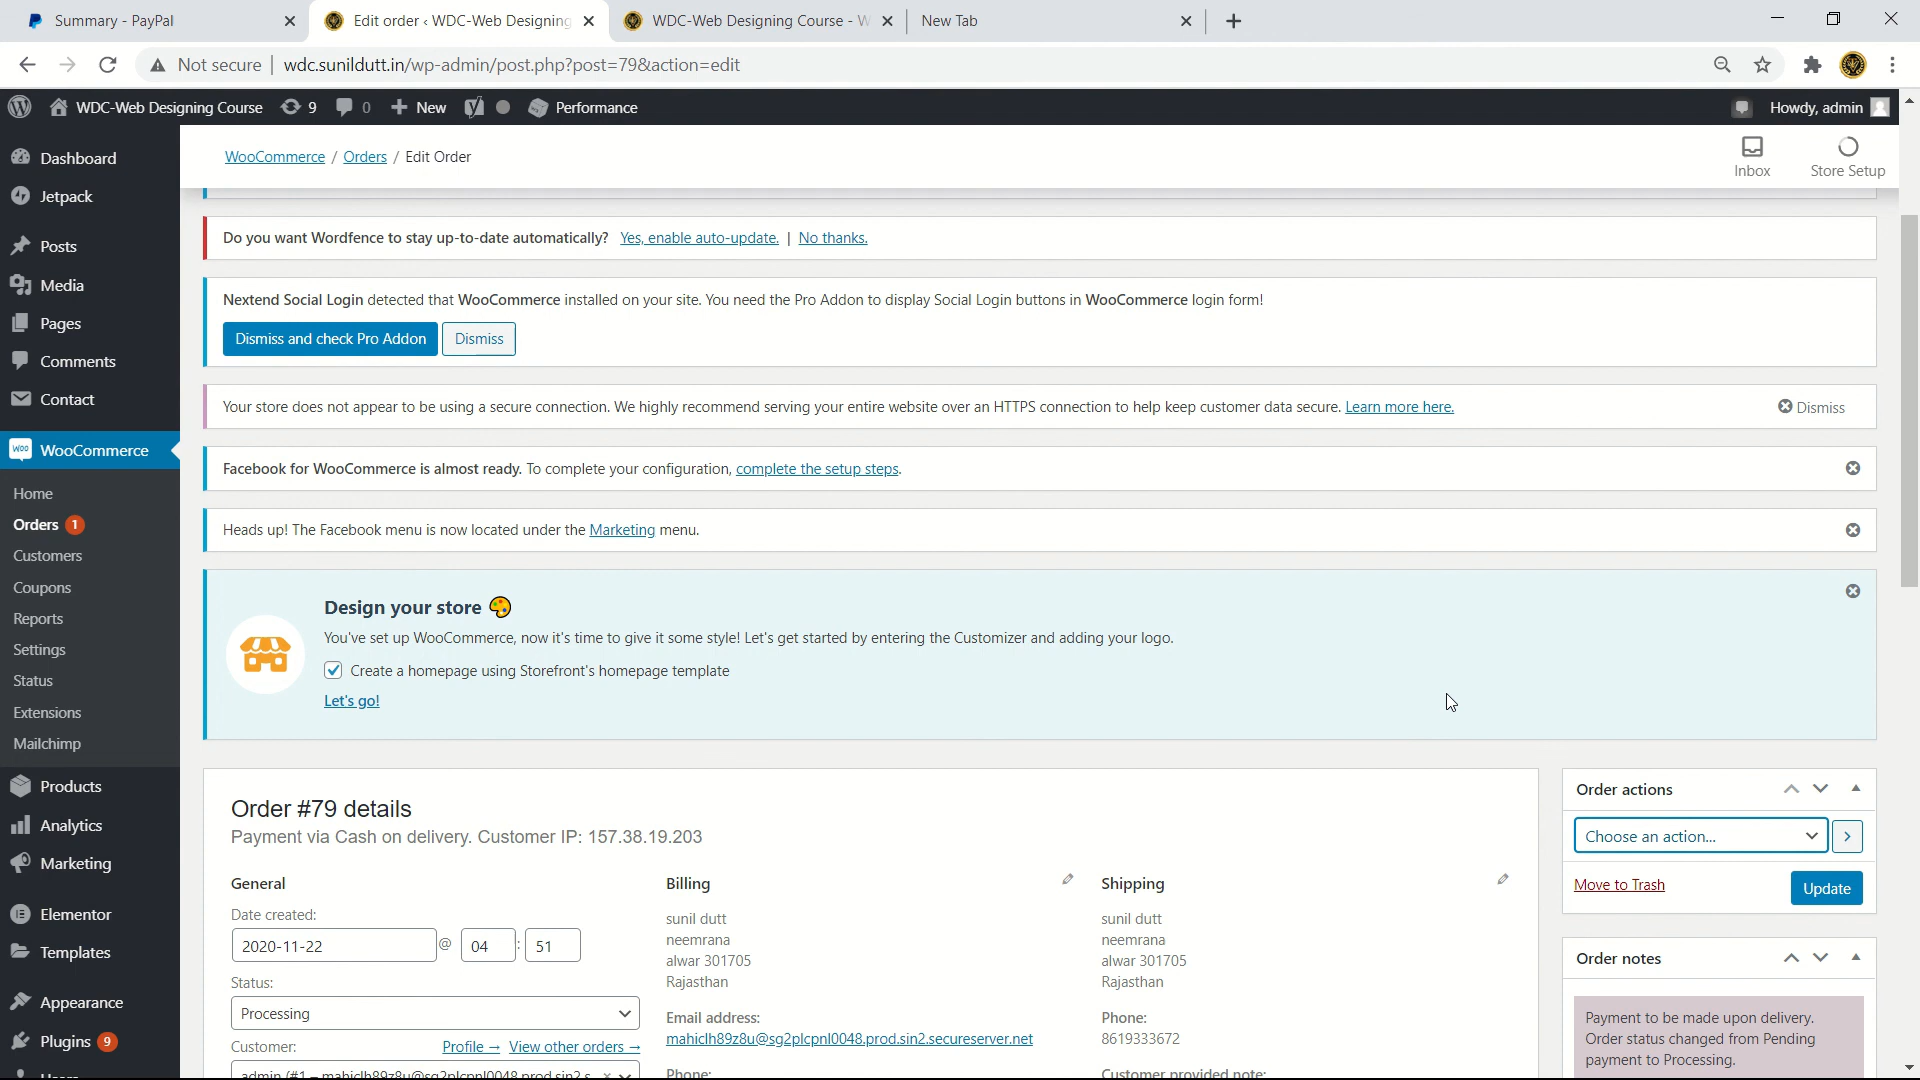 Summary - PayPal
Edit order ‹ WDC-Web Designing
WDC-Web Designing Course - W
New Tab
Not secure
wdc.sunildutt.in/wp-admin/post.php?post=79&action=edit
WDC-Web Designing Course
9
0
New
Performance
Howdy, admin
Dashboard
Jetpack
Posts
Media
Pages
Comments
Contact
WooCommerce
Home
Orders 1
Customers
Coupons
Reports
Settings
Status
Extensions
Mailchimp
Products
Analytics
Marketing
Elementor
Templates
Appearance
Plugins 9
WooCommerce / Orders / Edit Order
Inbox
Store Setup
Do you want Wordfence to stay up-to-date automatically? Yes, enable auto-update. | No thanks.
Nextend Social Login detected that WooCommerce installed on your site. You need the Pro Addon to display Social Login buttons in WooCommerce login form!
Dismiss and check Pro Addon
Dismiss
Your store does not appear to be using a secure connection. We highly recommend serving your entire website over an HTTPS connection to help keep customer data secure. Learn more here.
Dismiss
Facebook for WooCommerce is almost ready. To complete your configuration, complete the setup steps.
Heads up! The Facebook menu is now located under the Marketing menu.
Design your store
You've set up WooCommerce, now it's time to give it some style! Let's get started by entering the Customizer and adding your logo.
Create a homepage using Storefront's homepage template
Let's go!
Order #79 details
Payment via Cash on delivery. Customer IP: 157.38.19.203
General
Date created:
2020-11-22 @ 04 : 51
Status:
Processing
Customer:
Profile →
View other orders →
Billing
sunil dutt
neemrana
alwar 301705
Rajasthan
Email address:
mahiclh89z8u@sg2plcpnl0048.prod.sin2.secureserver.net
Phone:
Shipping
sunil dutt
neemrana
alwar 301705
Rajasthan
Phone:
8619333672
Customer provided note:
Order actions
Choose an action...
Move to Trash
Update
Order notes
Payment to be made upon delivery.
Order status changed from Pending
payment to Processing.